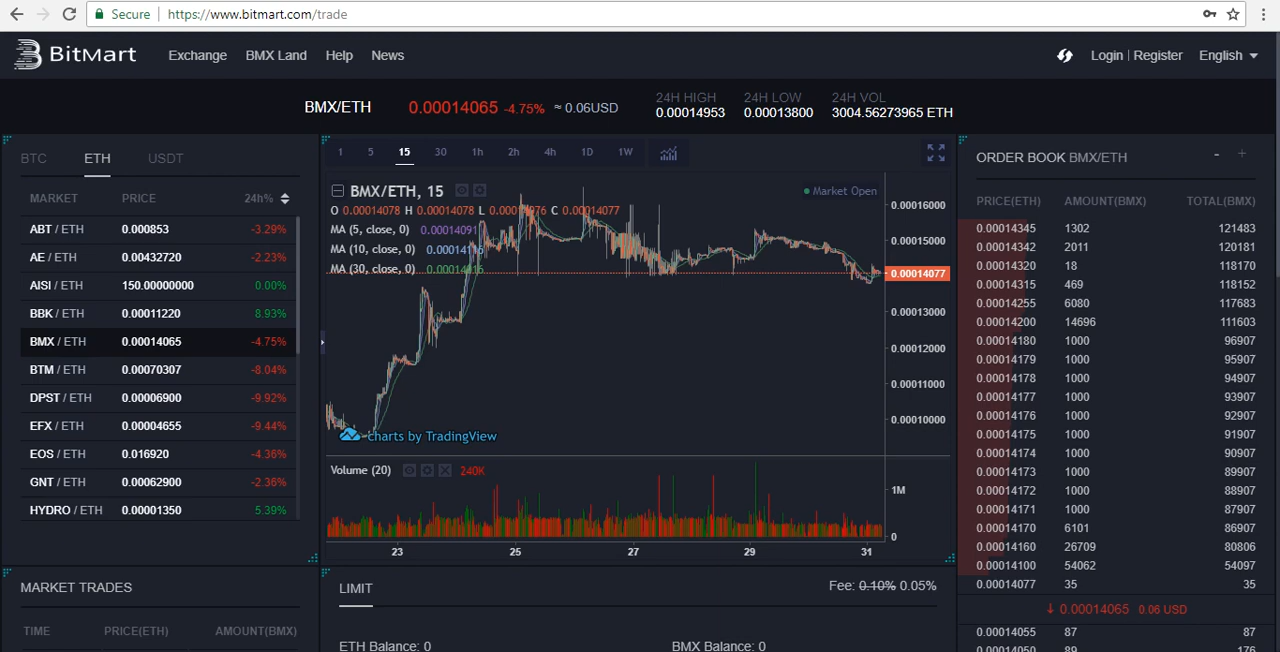 Secure https://www.bitmart.com/trade
BitMart Exchange BMX Land Help News Login | Register English
BMX/ETH 0.00014065 -4.75% ≈ 0.06USD
24H HIGH 24H LOW 24H VOL
0.00014953 0.00013800 3004.56273965 ETH
BTC ETH USDT
MARKET PRICE 24h%
ABT / ETH 0.000853 -3.29%
AE / ETH 0.00432720 -2.23%
AISI / ETH 150.00000000 0.00%
BBK / ETH 0.00011220 8.93%
BMX / ETH 0.00014065 -4.75%
BTM / ETH 0.00070307 -8.04%
DPST / ETH 0.00006900 -9.92%
EFX / ETH 0.00004655 -9.44%
EOS / ETH 0.016920 -4.36%
GNT / ETH 0.00062900 -2.36%
HYDRO / ETH 0.00001350 5.39%
MARKET TRADES
TIME PRICE(ETH) AMOUNT(BMX)
1 5 15 30 1h 2h 4h 1D 1W
BMX/ETH, 15 Market Open
O 0.00014078 H 0.00014078 L C 0.00014077
MA (5, close, 0) 0.00014091
MA (10, close, 0)
MA (30, close, 0)
0.00016000
0.00015000
0.00014077
0.00013000
0.00012000
0.00011000
0.00010000
charts by TradingView
Volume (20) 240K
1M
0
23 25 27 29 31
LIMIT Fee: 0.10% 0.05%
ETH Balance: 0 BMX Balance: 0
ORDER BOOK BMX/ETH - +
PRICE(ETH) AMOUNT(BMX) TOTAL(BMX)
0.00014345 1302 121483
0.00014342 2011 120181
0.00014320 18 118170
0.00014315 469 118152
0.00014255 6080 117683
0.00014200 14696 111603
0.00014180 1000 96907
0.00014179 1000 95907
0.00014178 1000 94907
0.00014177 1000 93907
0.00014176 1000 92907
0.00014175 1000 91907
0.00014174 1000 90907
0.00014173 1000 89907
0.00014172 1000 88907
0.00014171 1000 87907
0.00014170 6101 86907
0.00014160 26709 80806
0.00014100 54062 54097
0.00014077 35 35
↓ 0.00014065 0.06 USD
0.00014055 87 87
0.00014050 89 176